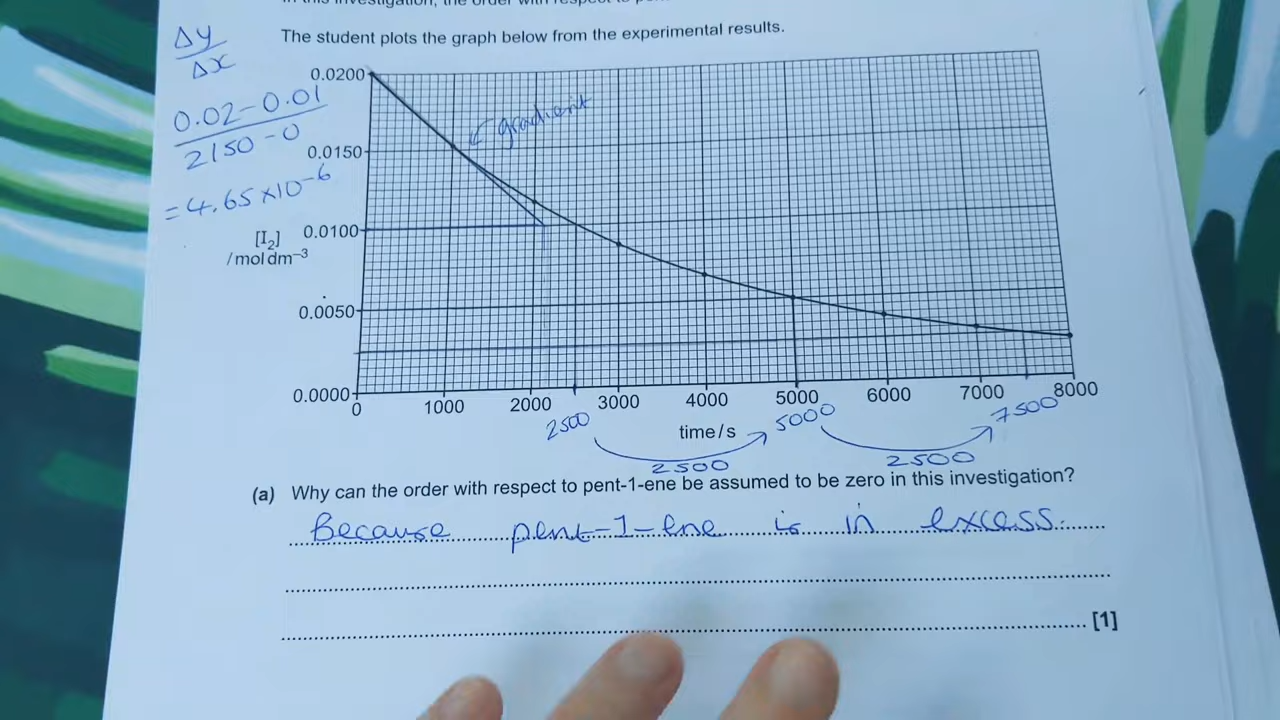 The student plots the graph below from the experimental results.
Δy
Δx
0.02-0.01
2150-0
=4.65x10-6
gradient
0.0200
0.0150
0.0100
0.0050
0.0000
[I2]
/mol dm–3
0 1000 2000 3000 4000 5000 6000 7000 8000
time/s
2500 5000 7500
2500 2500
(a) Why can the order with respect to pent-1-ene be assumed to be zero in this investigation?
Because pent-1-ene is in excess.
[1]